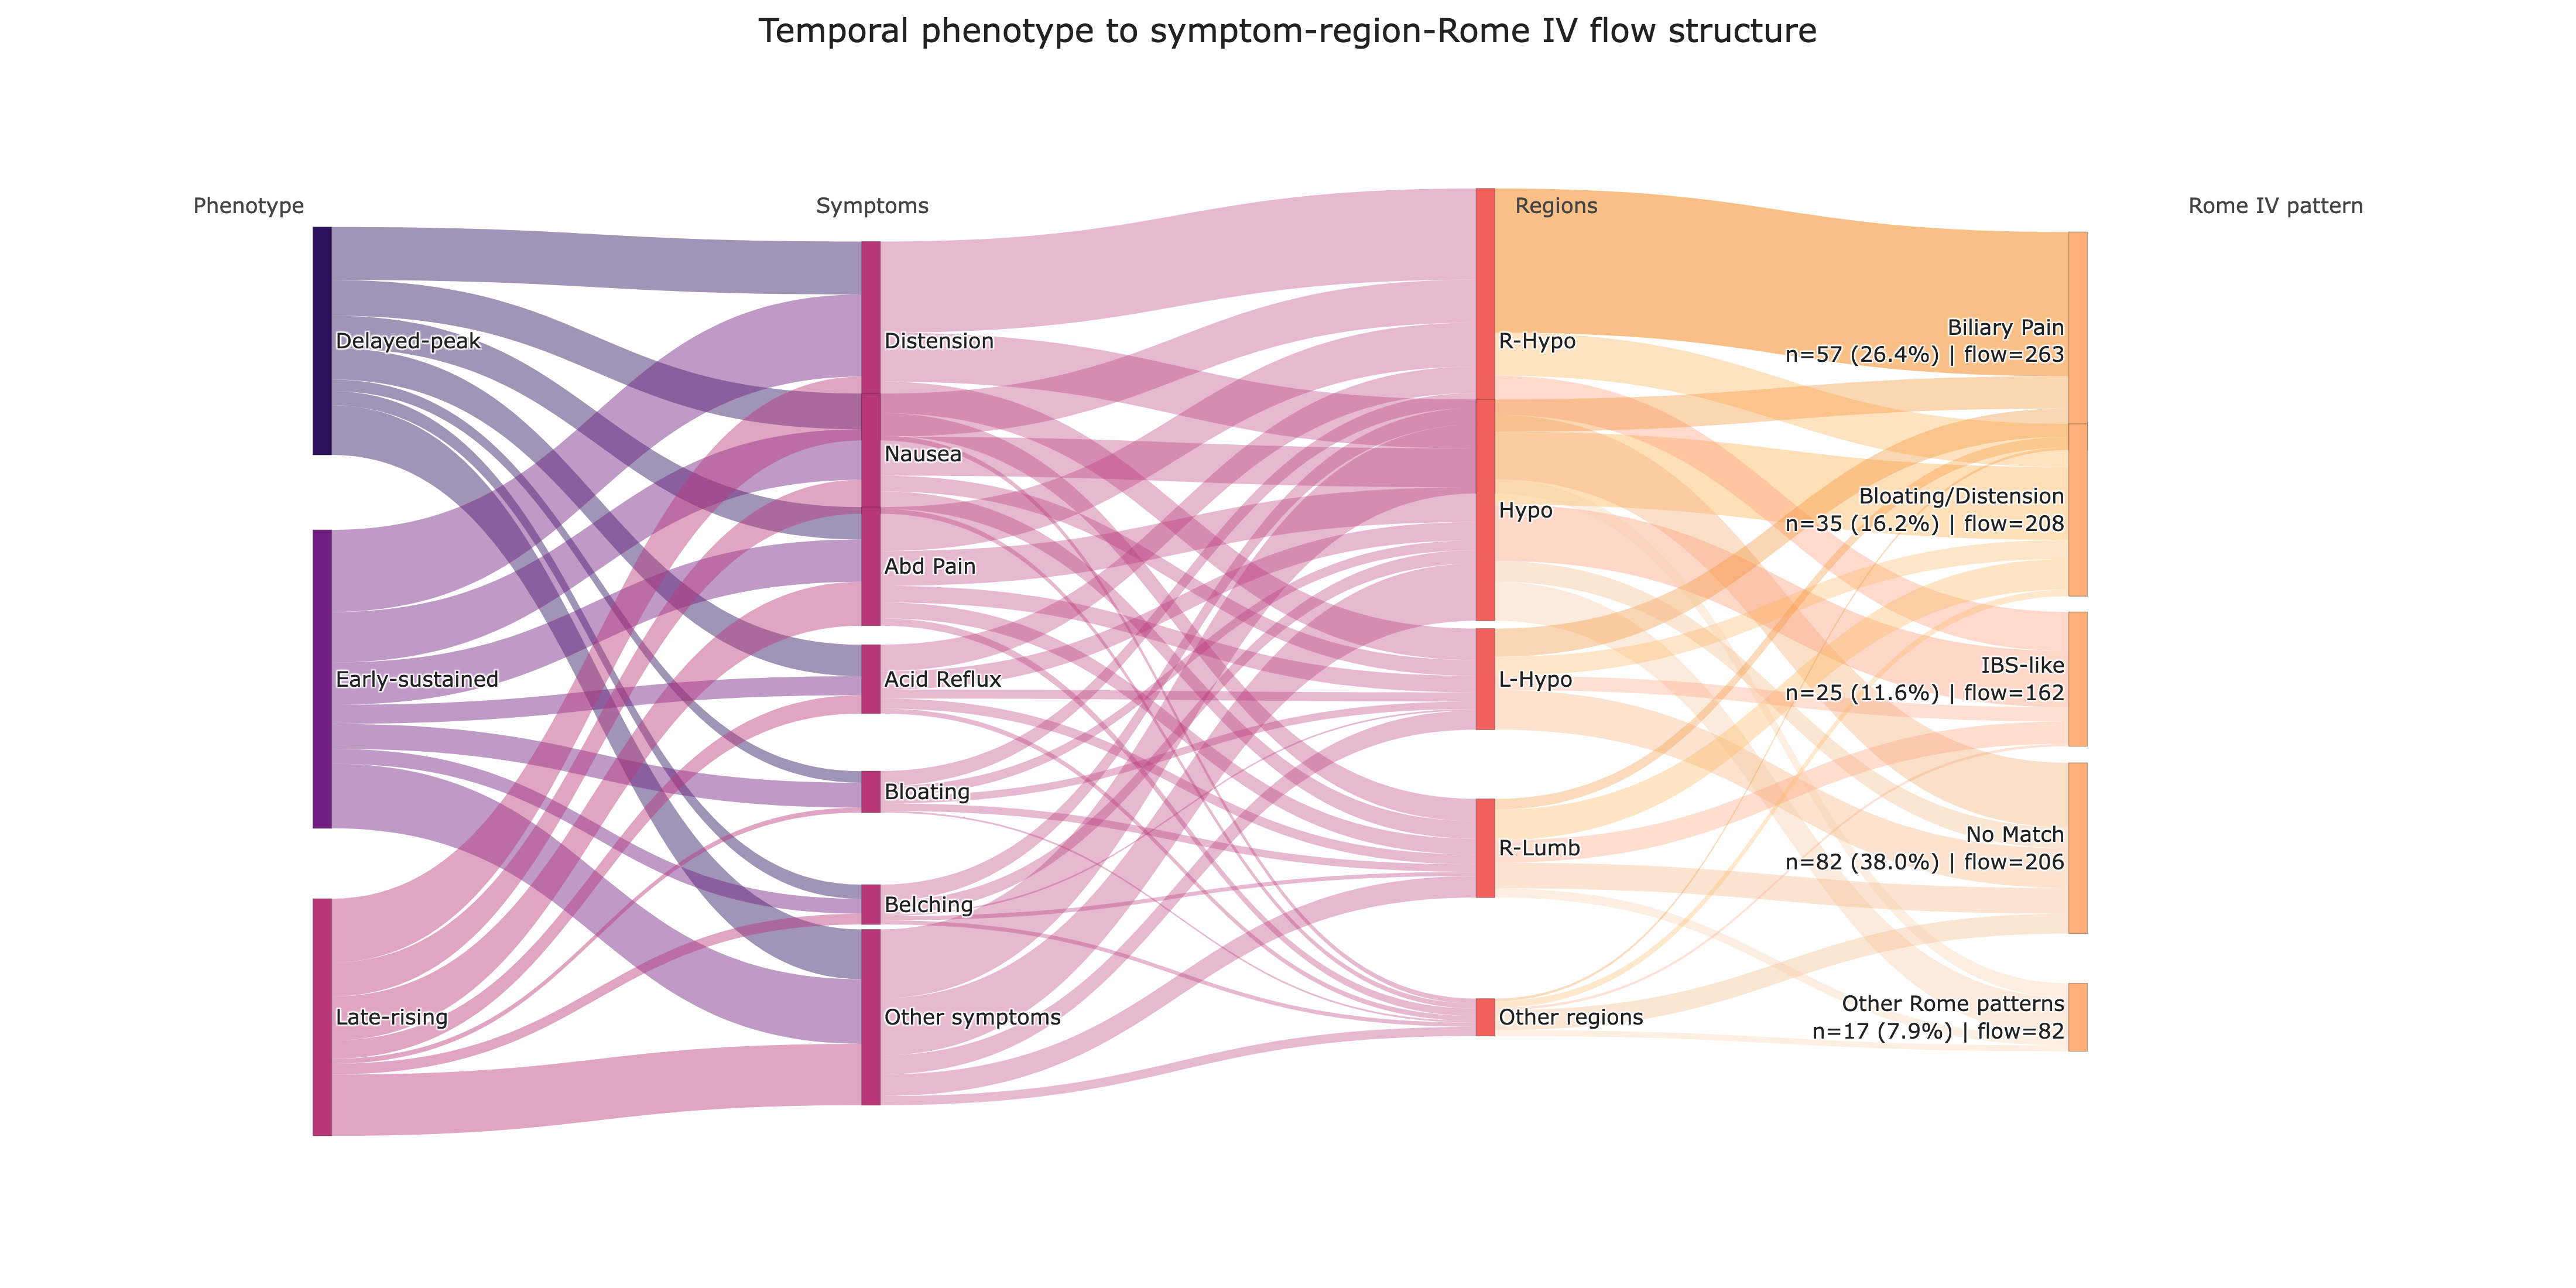 Temporal phenotype to symptom-region-Rome IV flow structure
Phenotype
Symptoms
Regions
Rome IV pattern
Delayed-peak
Early-sustained
Late-rising
Distension
Nausea
Abd Pain
Acid Reflux
Bloating
Belching
Other symptoms
R-Hypo
Hypo
L-Hypo
R-Lumb
Other regions
Biliary Pain
n=57 (26.4%) | flow=263
Bloating/Distension
n=35 (16.2%) | flow=208
IBS-like
n=25 (11.6%) | flow=162
No Match
n=82 (38.0%) | flow=206
Other Rome patterns
n=17 (7.9%) | flow=82